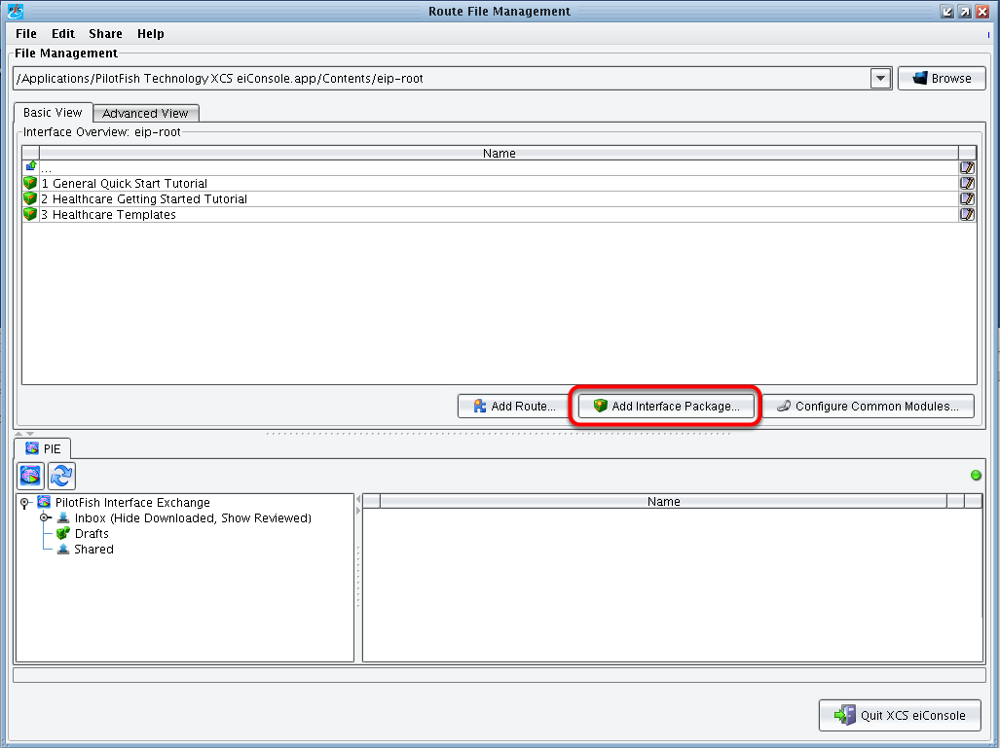 Route File Management
File Edit Share Help
File Management
/Applications/PilotFish Technology XCS eiConsole.app/Contents/eip-root
Browse
Basic View Advanced View
Interface Overview: eip-root
Name
...
1 General Quick Start Tutorial
2 Healthcare Getting Started Tutorial
3 Healthcare Templates
Add Route... Add Interface Package... Configure Common Modules...
PIE
PilotFish Interface Exchange
Inbox (Hide Downloaded, Show Reviewed)
Drafts
Shared
Name
Quit XCS eiConsole